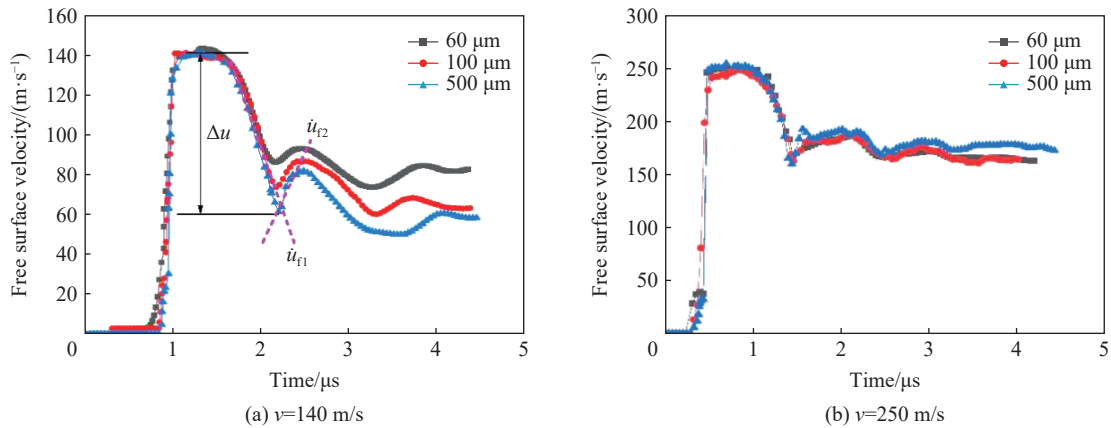 160
140
120
100
80
60
40
20
0
Free surface velocity/(m·s⁻¹)
60 μm
100 μm
500 μm
Δu
u̇f2
u̇f1
1 2 3 4 5
Time/μs
(a) v=140 m/s
300
250
200
150
100
50
0
Free surface velocity/(m·s⁻¹)
60 μm
100 μm
500 μm
1 2 3 4 5
Time/μs
(b) v=250 m/s